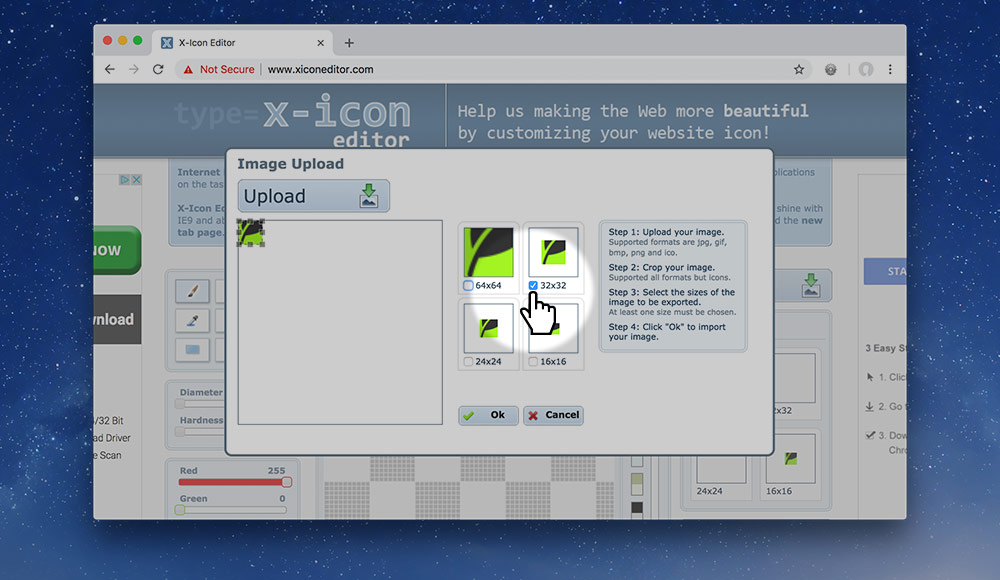 X-Icon Editor
Not Secure
www.xiconeditor.com
type=x-icon
editor
Help us making the Web more beautiful
by customizing your website icon!
Internet
on the tas
X-Ico
IE9 and ab
tab page.
plications
shine with
d the new
Image Upload
Upload
64x64
32x32
24x24
16x16
Ok
Cancel
Step 1: Upload your image.
Supported formats are jpg, gif,
bmp, png and ico.
Step 2: Crop your image.
Supported all formats but icons.
Step 3: Select the sizes of the
image to be exported.
At least one size must be chosen.
Step 4: Click "Ok" to import
your image.
NOW
wnload
/32 Bit
ad Driver
e Scan
Diameter
Hardness
Red 255
Green 0
2x32
24x24
16x16
STA
3 Easy St
1. Click
2. Go t
3. Dow
Chro